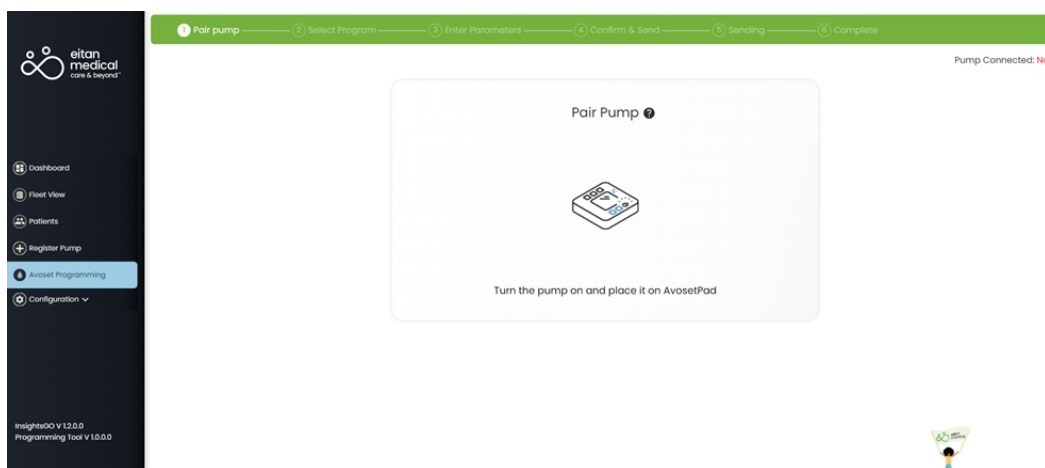 1 Pair pump
2 Select Program
3 Enter Parameters
4 Confirm & Send
5 Sending
6 Complete
eitan
medical
care & beyond™
Pump Connected:
Pair Pump ?
Dashboard
Fleet View
Patients
Register Pump
Avoset Programming
Configuration
Turn the pump on and place it on AvosetPad
InsightsGO V 1.2.0.0
Programming Tool V 1.0.0.0